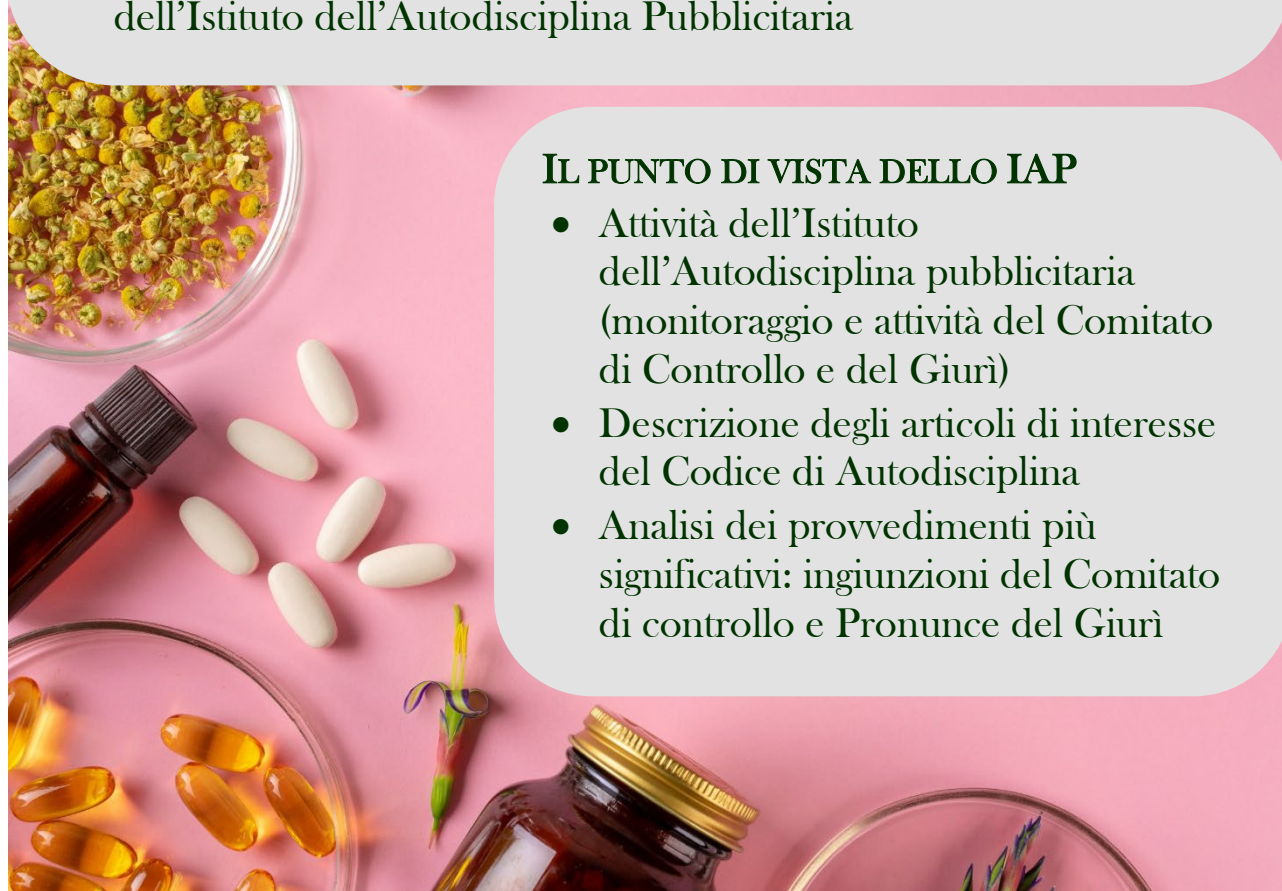 dell’Istituto dell’Autodisciplina Pubblicitaria
IL PUNTO DI VISTA DELLO IAP
• Attività dell’Istituto
dell’Autodisciplina pubblicitaria
(monitoraggio e attività del Comitato
di Controllo e del Giurì)
• Descrizione degli articoli di interesse
del Codice di Autodisciplina
• Analisi dei provvedimenti più
significativi: ingiunzioni del Comitato
di controllo e Pronunce del Giurì